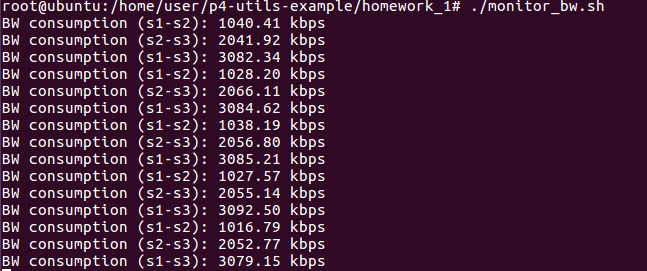 root@ubuntu:/home/user/p4-utils-example/homework_1# ./monitor_bw.sh
BW consumption (s1-s2): 1040.41 kbps
BW consumption (s2-s3): 2041.92 kbps
BW consumption (s1-s3): 3082.34 kbps
BW consumption (s1-s2): 1028.20 kbps
BW consumption (s2-s3): 2066.11 kbps
BW consumption (s1-s3): 3084.62 kbps
BW consumption (s1-s2): 1038.19 kbps
BW consumption (s2-s3): 2056.80 kbps
BW consumption (s1-s3): 3085.21 kbps
BW consumption (s1-s2): 1027.57 kbps
BW consumption (s2-s3): 2055.14 kbps
BW consumption (s1-s3): 3092.50 kbps
BW consumption (s1-s2): 1016.79 kbps
BW consumption (s2-s3): 2052.77 kbps
BW consumption (s1-s3): 3079.15 kbps